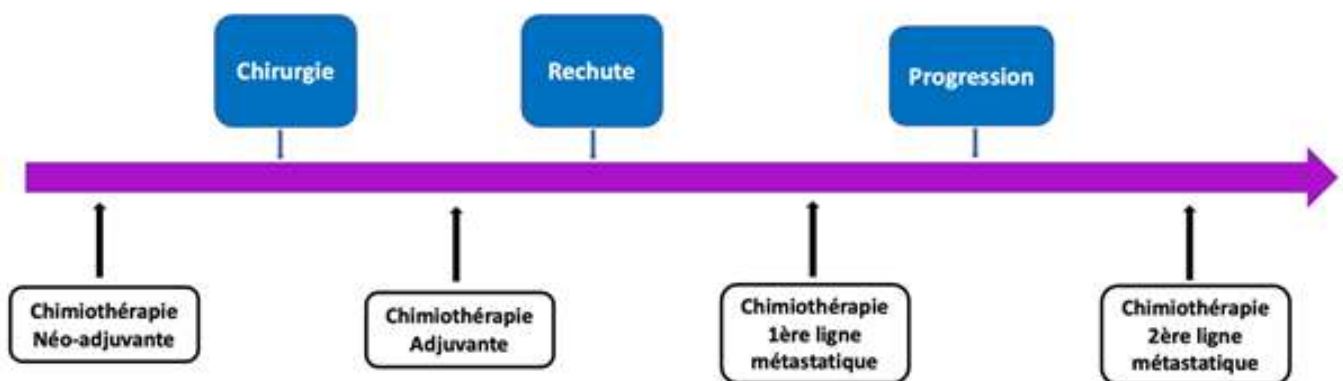 Chirurgie
Rechute
Progression
Chimiothérapie
Néo-adjuvante
Chimiothérapie
Adjuvante
Chimiothérapie
1ère ligne
métastatique
Chimiothérapie
2ère ligne
métastatique